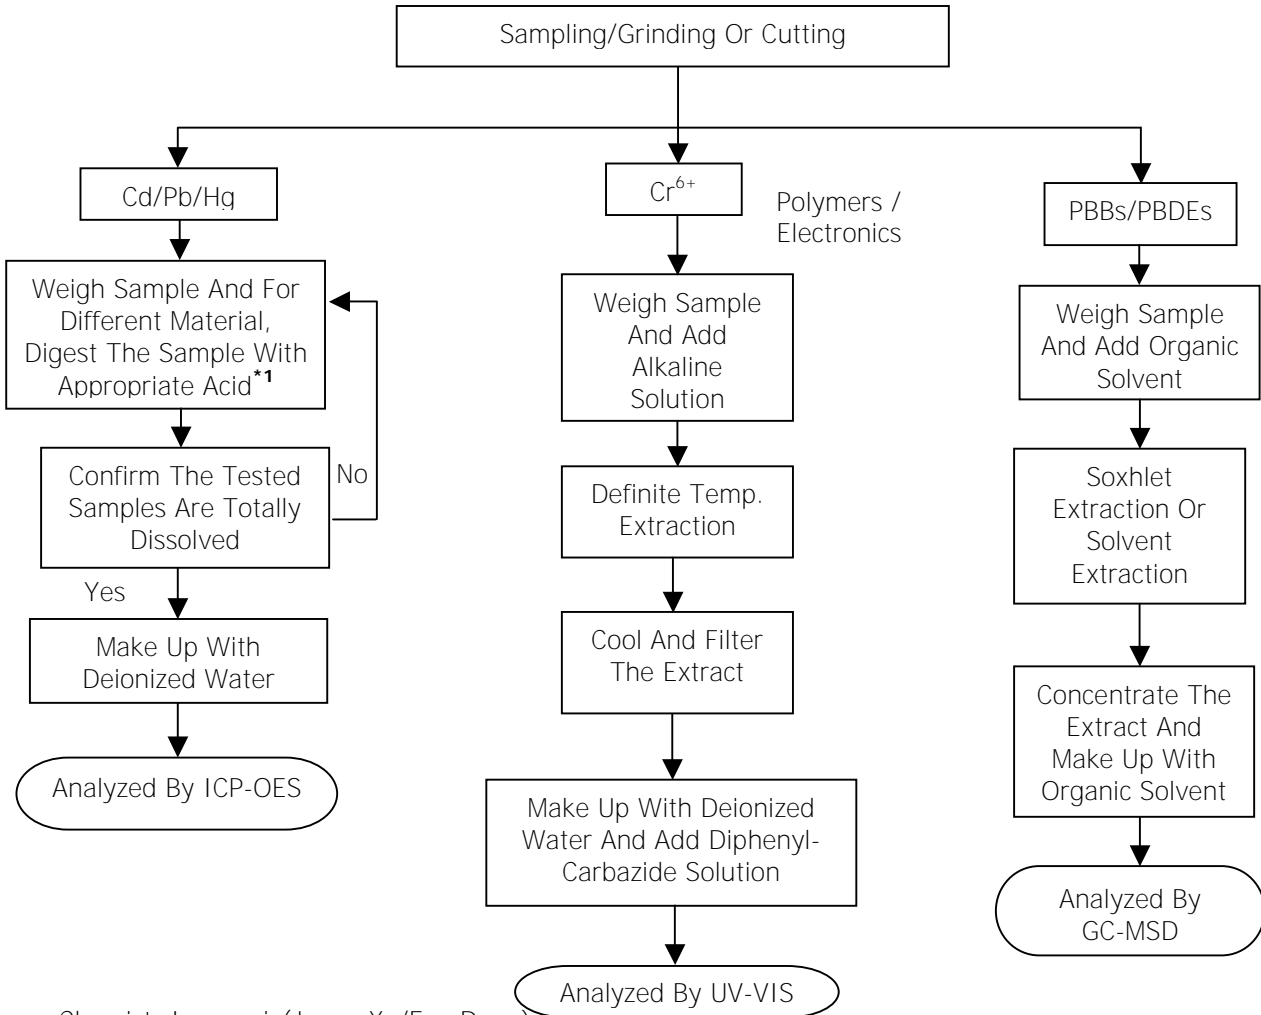 Sampling/Grinding Or Cutting
Cd/Pb/Hg
Weigh Sample And For
Different Material,
Digest The Sample With
Appropriate Acid*1
No
Confirm The Tested
Samples Are Totally
Dissolved
Yes
Make Up With
Deionized Water
Analyzed By ICP-OES
Cr6+
Polymers /
Electronics
Weigh Sample
And Add
Alkaline
Solution
Definite Temp.
Extraction
Cool And Filter
The Extract
Make Up With Deionized
Water And Add Diphenyl-
Carbazide Solution
Analyzed By UV-VIS
PBBs/PBDEs
Weigh Sample
And Add Organic
Solvent
Soxhlet
Extraction Or
Solvent
Extraction
Concentrate The
Extract And
Make Up With
Organic Solvent
Analyzed By
GC-MSD